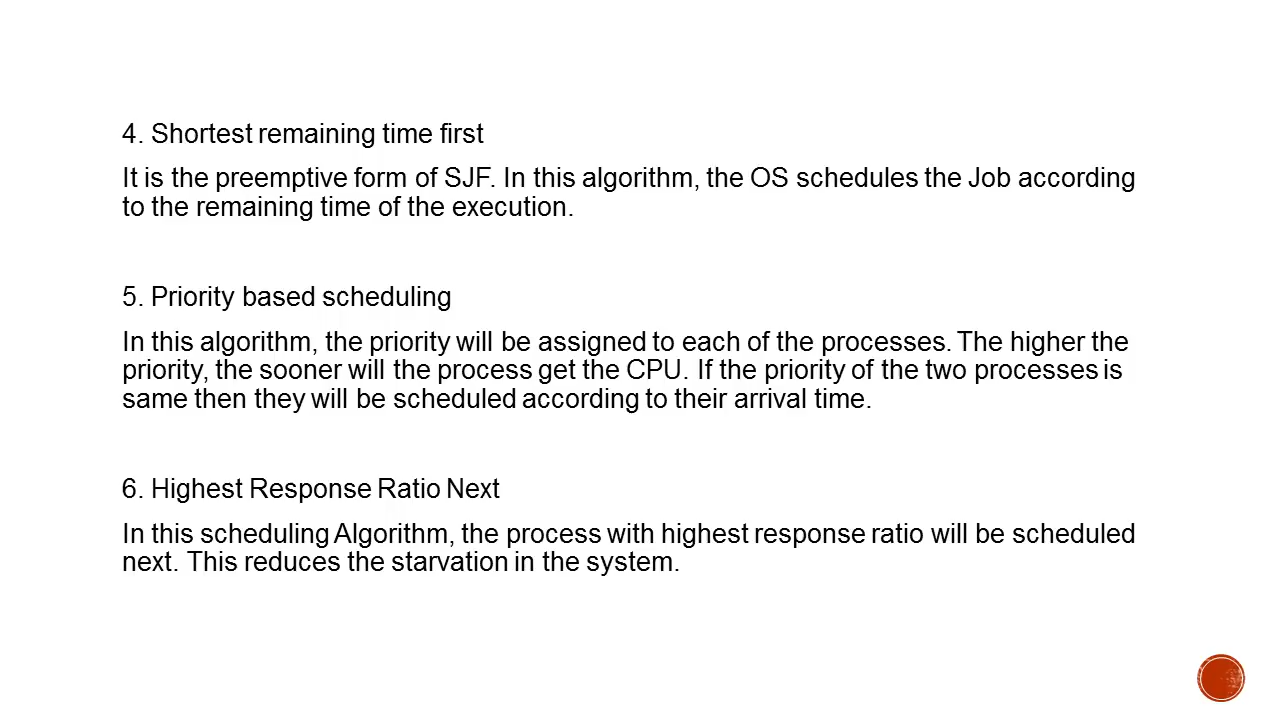 4. Shortest remaining time first
It is the preemptive form of SJF. In this algorithm, the OS schedules the Job according
to the remaining time of the execution.
5. Priority based scheduling
In this algorithm, the priority will be assigned to each of the processes. The higher the
priority, the sooner will the process get the CPU. If the priority of the two processes is
same then they will be scheduled according to their arrival time.
6. Highest Response Ratio Next
In this scheduling Algorithm, the process with highest response ratio will be scheduled
next. This reduces the starvation in the system.